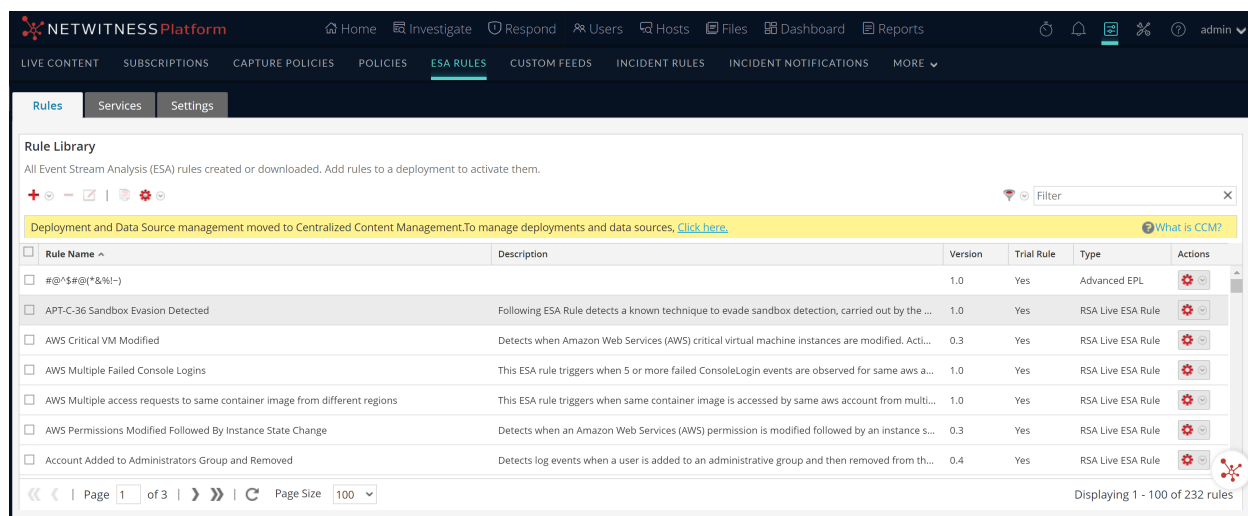 NETWITNESS Platform Home Investigate Respond Users Hosts Files Dashboard Reports admin
LIVE CONTENT SUBSCRIPTIONS CAPTURE POLICIES POLICIES ESA RULES CUSTOM FEEDS INCIDENT RULES INCIDENT NOTIFICATIONS MORE
Rules Services Settings
Rule Library
All Event Stream Analysis (ESA) rules created or downloaded. Add rules to a deployment to activate them.
Filter
Deployment and Data Source management moved to Centralized Content Management.To manage deployments and data sources, Click here. What is CCM?
Rule Name Description Version Trial Rule Type Actions
#@^$#@(*&%!~) 1.0 Yes Advanced EPL
APT-C-36 Sandbox Evasion Detected Following ESA Rule detects a known technique to evade sandbox detection, carried out by the ... 1.0 Yes RSA Live ESA Rule
AWS Critical VM Modified Detects when Amazon Web Services (AWS) critical virtual machine instances are modified. Acti... 0.3 Yes RSA Live ESA Rule
AWS Multiple Failed Console Logins This ESA rule triggers when 5 or more failed ConsoleLogin events are observed for same aws a... 1.0 Yes RSA Live ESA Rule
AWS Multiple access requests to same container image from different regions This ESA rule triggers when same container image is accessed by same aws account from multi... 1.0 Yes RSA Live ESA Rule
AWS Permissions Modified Followed By Instance State Change Detects when an Amazon Web Services (AWS) permission is modified followed by an instance s... 0.3 Yes RSA Live ESA Rule
Account Added to Administrators Group and Removed Detects log events when a user is added to an administrative group and then removed from th... 0.4 Yes RSA Live ESA Rule
Page 1 of 3 Page Size 100 Displaying 1 - 100 of 232 rules